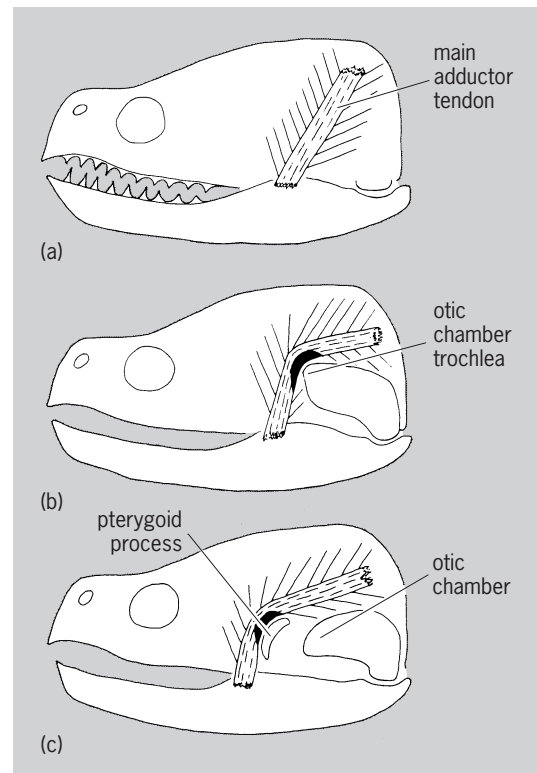 main
adductor
tendon
(a)
otic
chamber
trochlea
(b)
pterygoid
process
otic
chamber
(c)